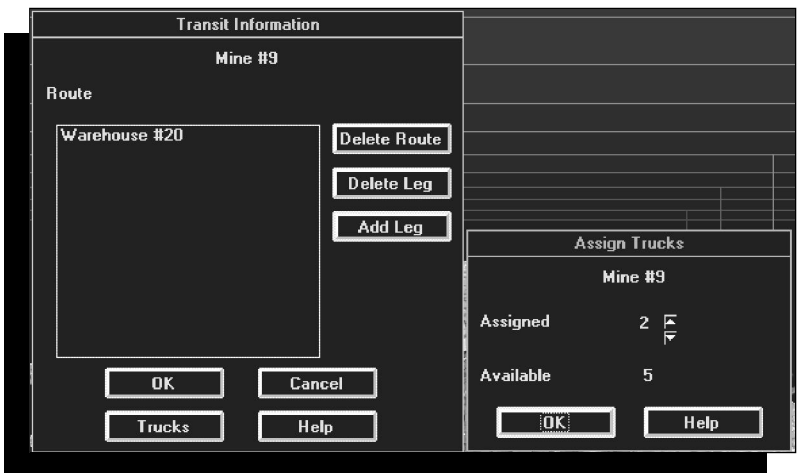 Transit Information
Mine #9
Route
Warehouse #20
Delete Route
Delete Leg
Add Leg
OK
Cancel
Trucks
Help
Assign Trucks
Mine #9
Assigned 2
Available 5
OK
Help